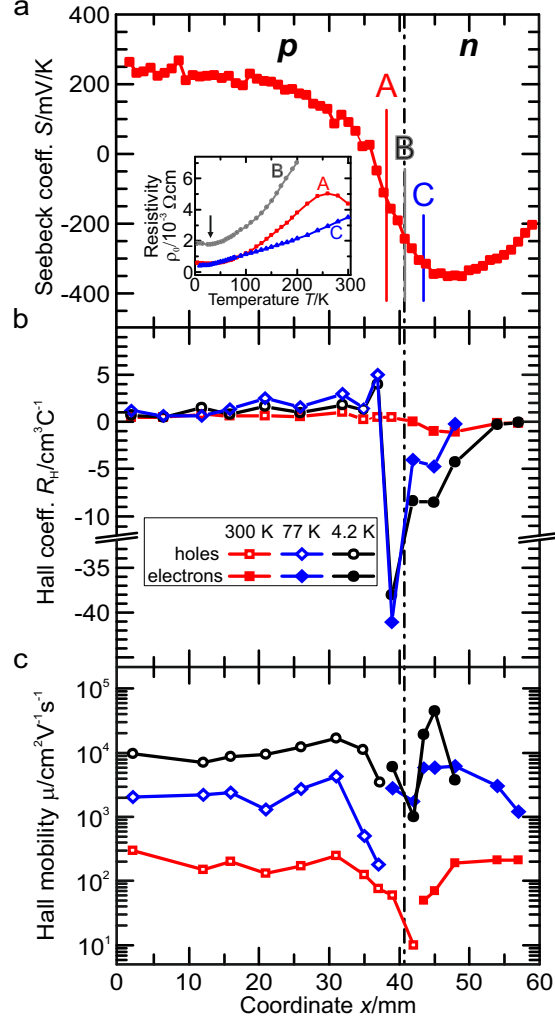 a
p
n
Seebeck coeff. S/mV/K
400
200
0
-200
-400
A
B
C
Resistivity
ρ₀/10⁻³ Ωcm
6
4
2
0
B
A
C
0
100
200
300
Temperature T/K
b
Hall coeff. R_H/cm³C⁻¹
5
0
-5
-10
-35
-40
300 K 77 K 4.2 K
holes
electrons
c
Hall mobility μ/cm²V⁻¹s⁻¹
10⁵
10⁴
10³
10²
10¹
0 10 20 30 40 50 60
Coordinate x/mm